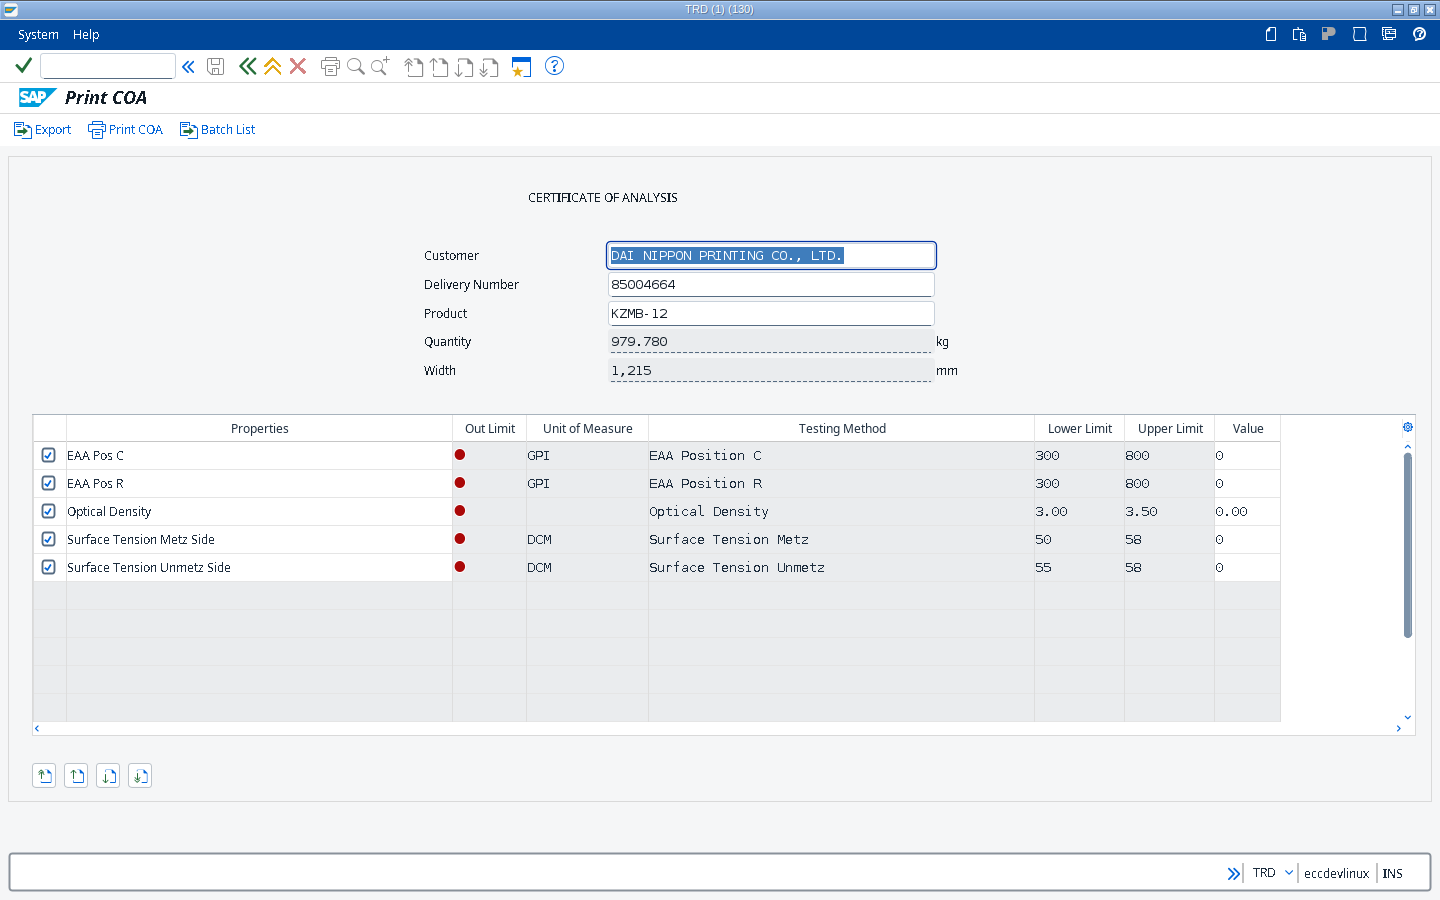 TRD (1) (130)
System Help
SAP Print COA
Export Print COA Batch List
CERTIFICATE OF ANALYSIS
Customer DAI NIPPON PRINTING CO., LTD.
Delivery Number 85004664
Product KZMB-12
Quantity 979.780 kg
Width 1,215 mm
Properties Out Limit Unit of Measure Testing Method Lower Limit Upper Limit Value
EAA Pos C GPI EAA Position C 300 800 0
EAA Pos R GPI EAA Position R 300 800 0
Optical Density Optical Density 3.00 3.50 0.00
Surface Tension Metz Side DCM Surface Tension Metz 50 58 0
Surface Tension Unmetz Side DCM Surface Tension Unmetz 55 58 0
TRD eccdevlinux INS